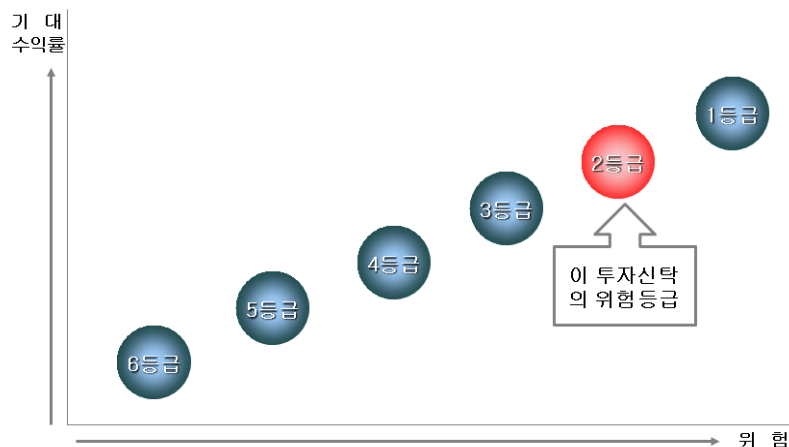 기 대
수익률
1등급
2등급
3등급
4등급
이 투자신탁
의 위험등급
5등급
6등급
위 험